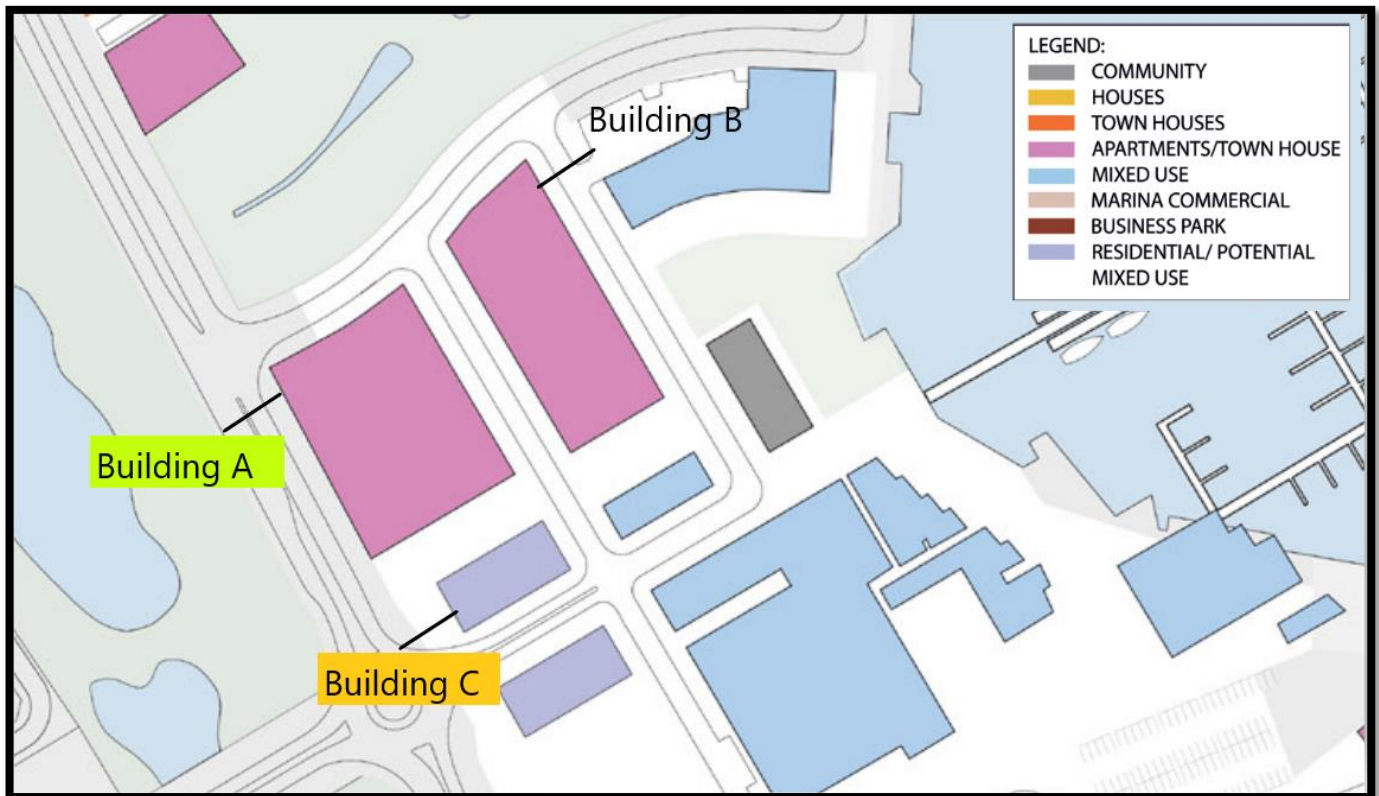 LEGEND:
COMMUNITY
HOUSES
TOWN HOUSES
APARTMENTS/TOWN HOUSE
MIXED USE
MARINA COMMERCIAL
BUSINESS PARK
RESIDENTIAL/ POTENTIAL
MIXED USE
Building B
Building A
Building C